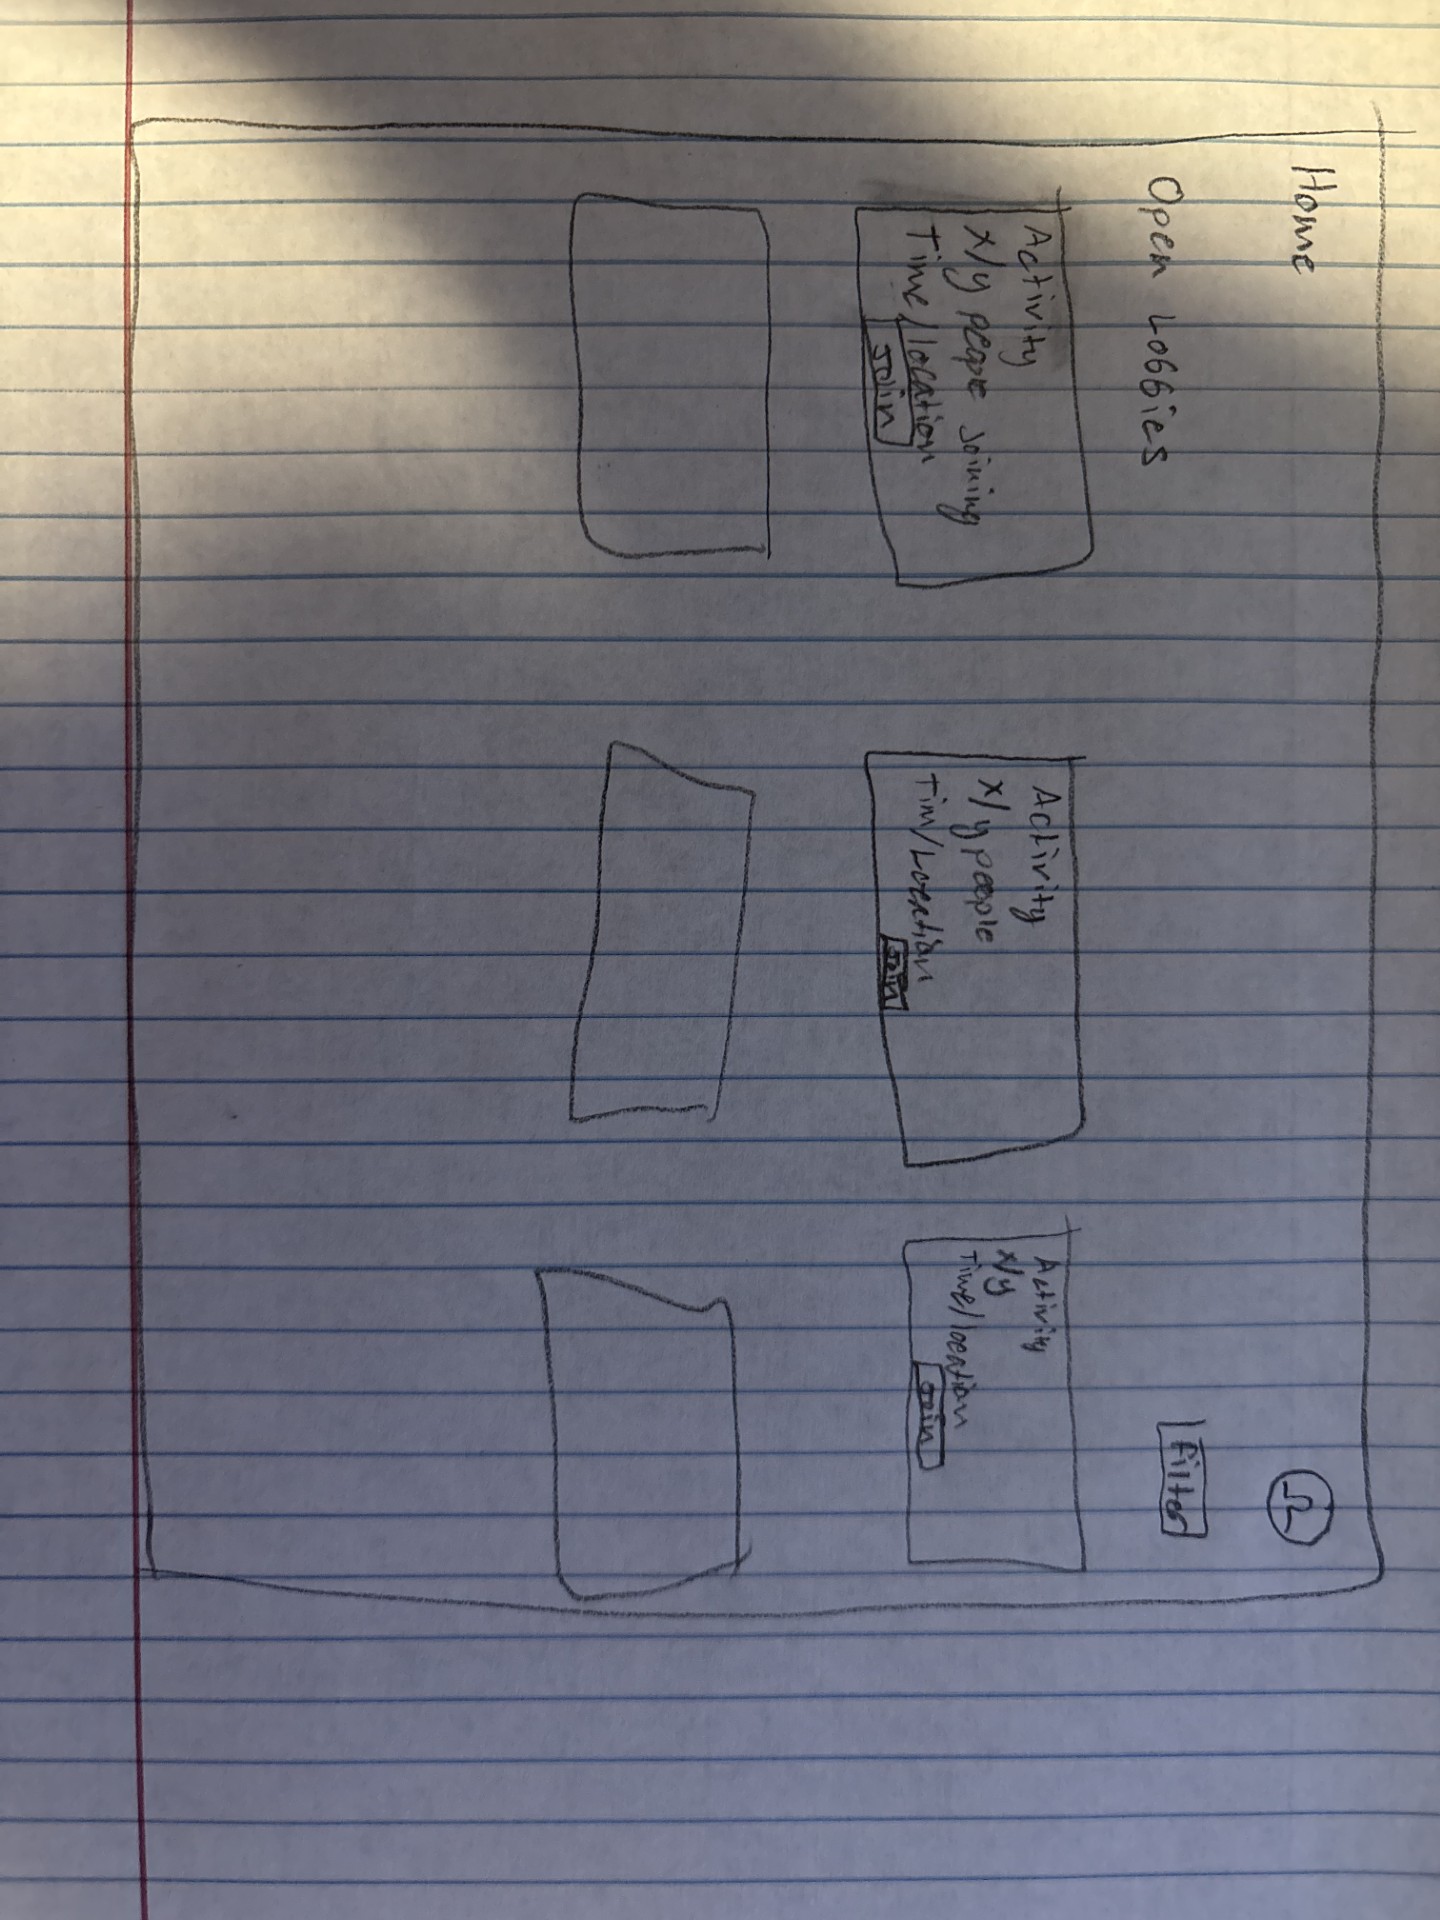 Home
Open Lobbies
Filter
Activity
x/y people joining
Time/location
Join
Activity
x/y people
Tim/Location
Join
Activity
x/y
Time/location
Join